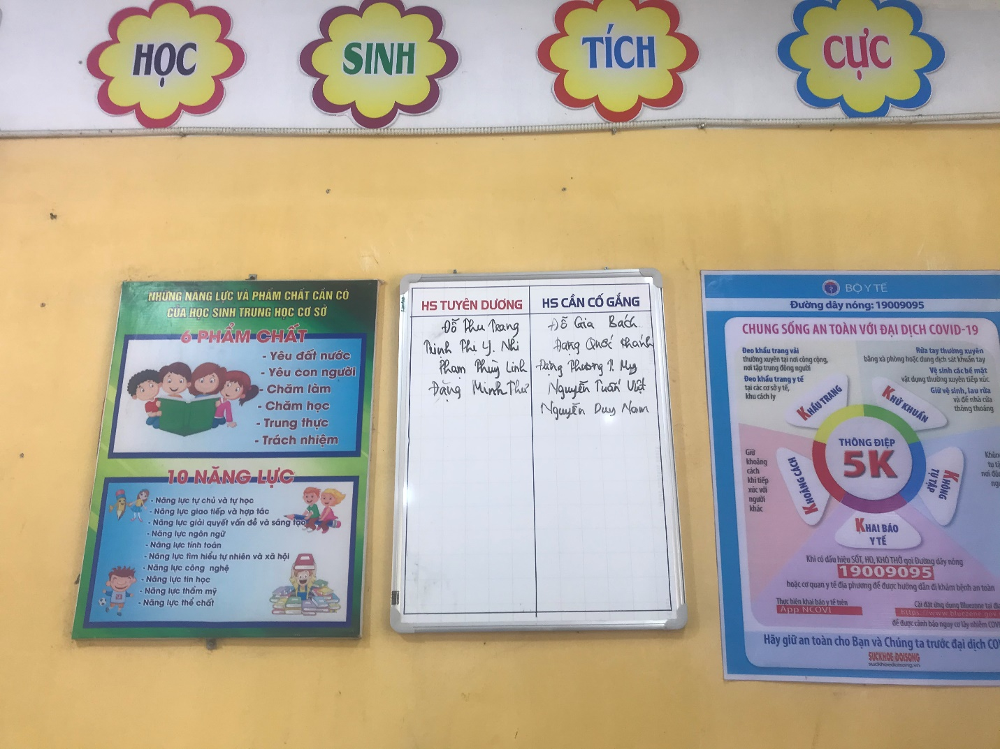 HỌC SINH TÍCH CỰC
NHỮNG NĂNG LỰC VÀ PHẨM CHẤT CẦN CÓ
CỦA HỌC SINH TRUNG HỌC CƠ SỞ
6 PHẨM CHẤT
- Yêu đất nước
- Yêu con người
- Chăm làm
- Chăm học
- Trung thực
- Trách nhiệm
10 NĂNG LỰC
- Năng lực tự chủ và tự học
- Năng lực giao tiếp và hợp tác
- Năng lực giải quyết vấn đề và sáng tạo
- Năng lực ngôn ngữ
- Năng lực tính toán
- Năng lực tìm hiểu tự nhiên và xã hội
- Năng lực công nghệ
- Năng lực tin học
- Năng lực thẩm mỹ
- Năng lực thể chất
HS TUYÊN DƯƠNG
Đỗ Thu Trang
Trịnh Thị Y. Nhi
Phạm Thùy Linh
Đặng Minh Thư
HS CẦN CỐ GẮNG
Đỗ Gia Bách
Đặng Quốc Khánh
Đặng Phương T. My
Nguyễn Tuấn Việt
Nguyễn Duy Nam
BỘ Y TẾ
Đường dây nóng: 19009095
CHUNG SỐNG AN TOÀN VỚI ĐẠI DỊCH COVID-19
Đeo khẩu trang vải
thường xuyên tại nơi công cộng,
nơi tập trung đông người
Đeo khẩu trang y tế
tại các cơ sở y tế,
khu cách ly
Rửa tay thường xuyên
bằng xà phòng hoặc dung dịch sát khuẩn tay
Vệ sinh các bề mặt
vật dụng thường xuyên tiếp xúc
Giữ vệ sinh, lau rửa
và để nhà cửa
thông thoáng
KHẨU TRANG
KHỬ KHUẨN
THÔNG ĐIỆP
5K
Giữ
khoảng
cách
khi tiếp
xúc với
người
khác
KHOẢNG CÁCH
KHÔNG
TỤ TẬP
KHAI BÁO
Y TẾ
Khi có dấu hiệu SỐT, HO, KHÓ THỞ gọi Đường dây nóng
19009095
hoặc cơ quan y tế địa phương để được hướng dẫn đi khám bệnh an toàn
Thực hiện khai báo y tế trên
App NCOVI
Cài đặt ứng dụng Bluezone tại
https://www.bluezone.gov
để được cảnh báo nguy cơ lây nhiễm
Hãy giữ an toàn cho Bạn và Chúng ta trước đại dịch
SUCKHOE ĐOISONG
suckhoedoisong.vn